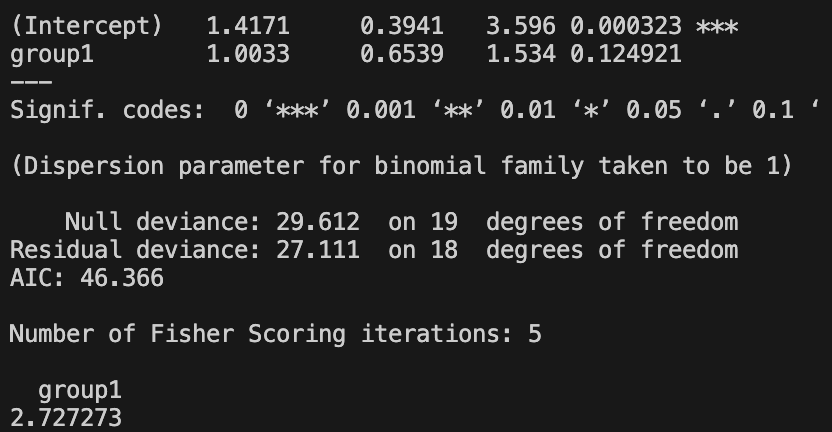 (Intercept)   1.4171     0.3941   3.596 0.000323 ***
group1        1.0033     0.6539   1.534 0.124921
---
Signif. codes:  0 ‘***’ 0.001 ‘**’ 0.01 ‘*’ 0.05 ‘.’ 0.1 ‘
(Dispersion parameter for binomial family taken to be 1)
    Null deviance: 29.612  on 19  degrees of freedom
Residual deviance: 27.111  on 18  degrees of freedom
AIC: 46.366
Number of Fisher Scoring iterations: 5
  group1
2.727273